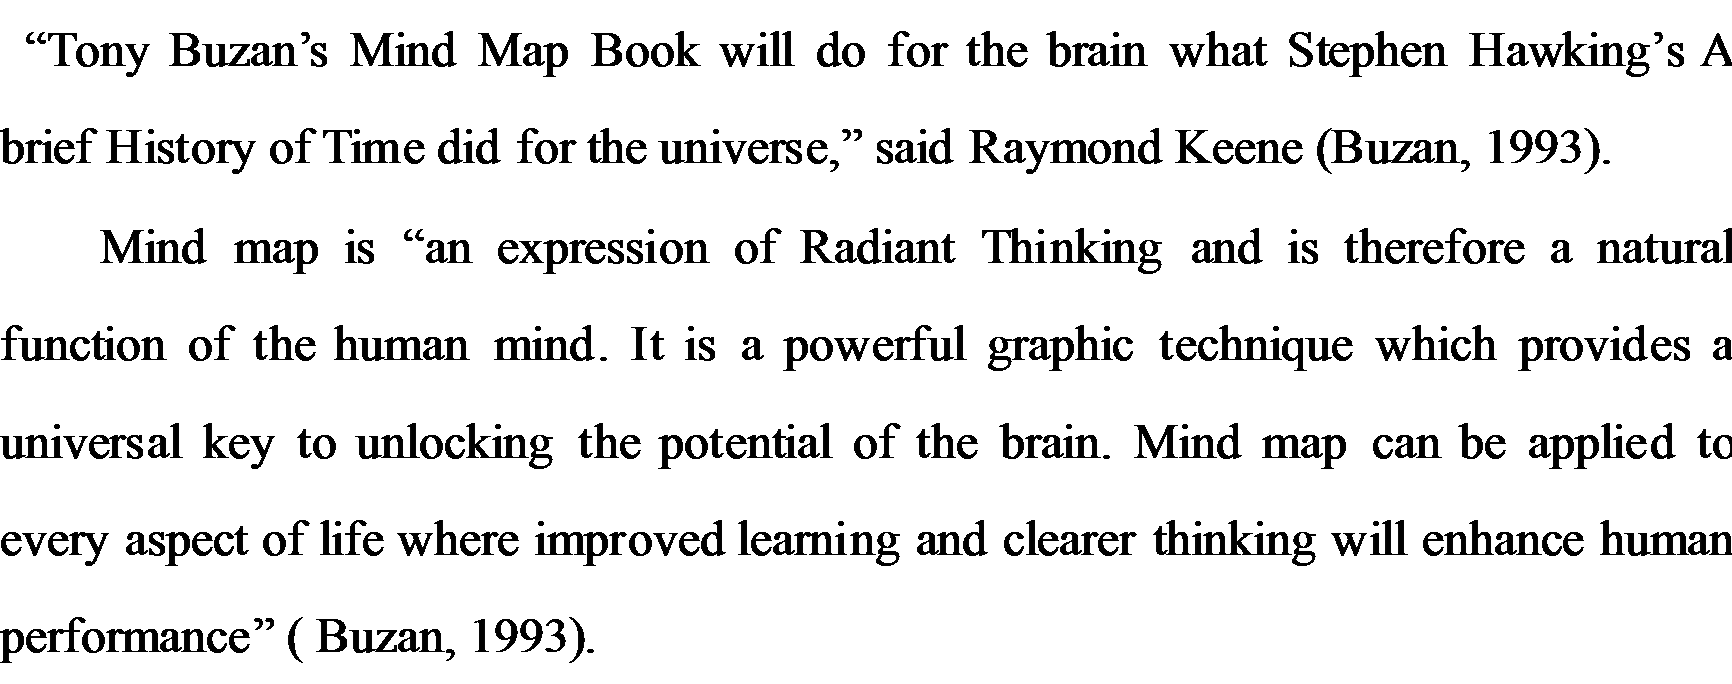 “Tony Buzan’s Mind Map Book will do for the brain what Stephen Hawking’s A
brief History of Time did for the universe,” said Raymond Keene (Buzan, 1993).
Mind map is “an expression of Radiant Thinking and is therefore a natural
function of the human mind. It is a powerful graphic technique which provides a
universal key to unlocking the potential of the brain. Mind map can be applied to
every aspect of life where improved learning and clearer thinking will enhance human
performance” ( Buzan, 1993).